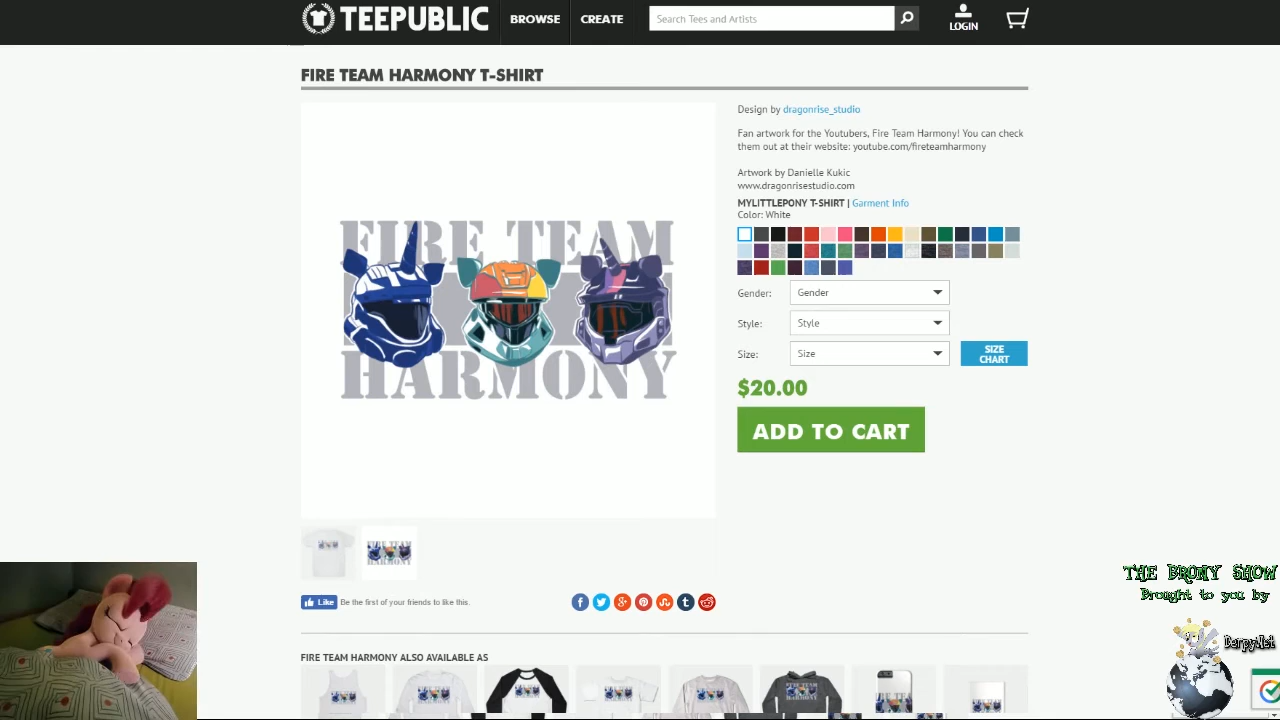 TEEPUBLIC
BROWSE
CREATE
Search Tees and Artists
LOGIN
FIRE TEAM HARMONY T-SHIRT
Design by dragonrise_studio
Fan artwork for the Youtubers, Fire Team Harmony! You can check
them out at their website: youtube.com/fireteamharmony
Artwork by Danielle Kukic
www.dragonrisestudio.com
MYLITTLEPONY T-SHIRT | Garment Info
Color: White
FIRE TEAM
HARMONY
Gender: Gender
Style: Style
Size: Size
SIZE
CHART
$20.00
ADD TO CART
Like Be the first of your friends to like this.
THE BRONY SHOW
Brought to you by
FIRE TEAM HARMONY ALSO AVAILABLE AS